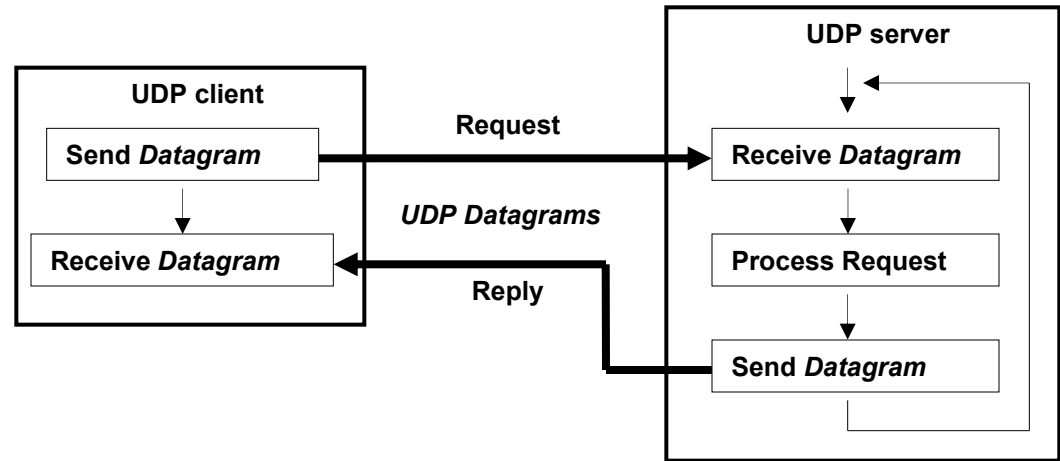 UDP server
UDP client
Request
Send Datagram
Receive Datagram
UDP Datagrams
Receive Datagram
Process Request
Reply
Send Datagram